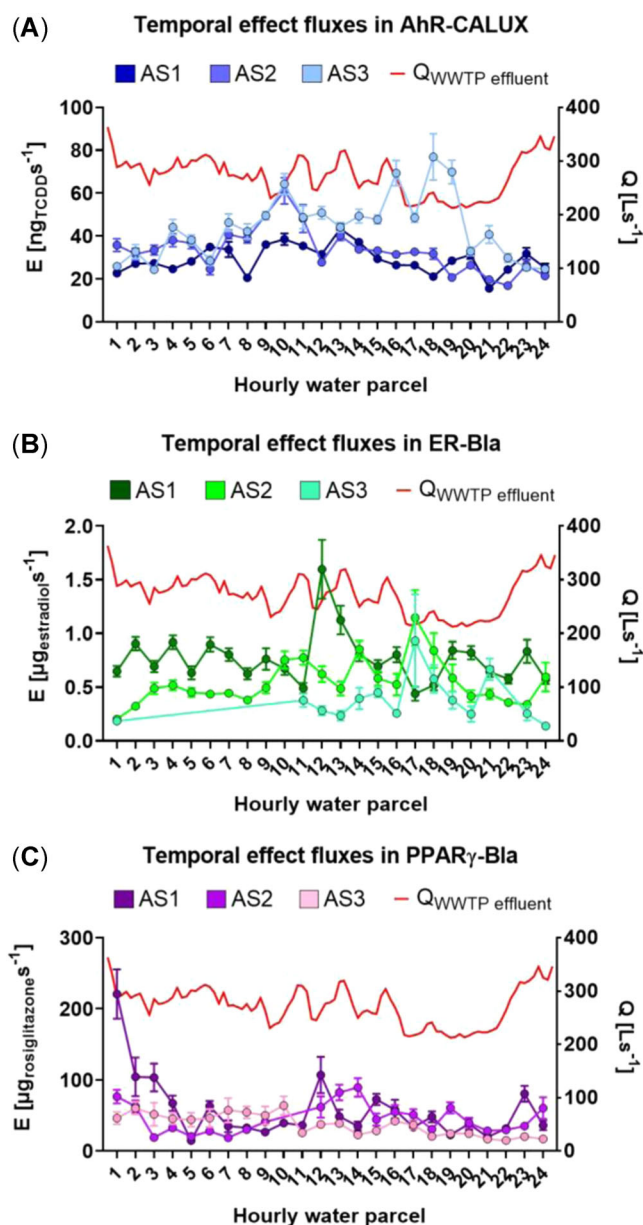 (A) Temporal effect fluxes in AhR-CALUX
AS1 AS2 AS3 QWWTP effluent
E [ngTCDDs-1]
100
80
60
40
20
0
400
300
200
100
0
Q [Ls-1]
1 2 3 4 5 6 7 8 9 10 11 12 13 14 15 16 17 18 19 20 21 22 23 24
Hourly water parcel
(B) Temporal effect fluxes in ER-Bla
AS1 AS2 AS3 QWWTP effluent
E [µgestradiols-1]
2.0
1.5
1.0
0.5
0.0
400
300
200
100
0
Q [Ls-1]
1 2 3 4 5 6 7 8 9 10 11 12 13 14 15 16 17 18 19 20 21 22 23 24
Hourly water parcel
(C) Temporal effect fluxes in PPARγ-Bla
AS1 AS2 AS3 QWWTP effluent
E [µgrosiglitazones-1]
300
200
100
0
400
300
200
100
0
Q [Ls-1]
1 2 3 4 5 6 7 8 9 10 11 12 13 14 15 16 17 18 19 20 21 22 23 24
Hourly water parcel